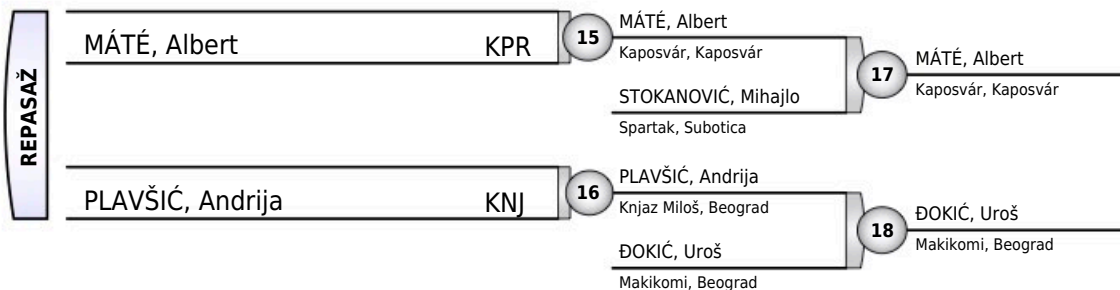 REPASAŽ
MÁTÉ, Albert KPR
15
MÁTÉ, Albert
Kaposvár, Kaposvár
STOKANOVIĆ, Mihajlo
Spartak, Subotica
17
MÁTÉ, Albert
Kaposvár, Kaposvár
PLAVŠIĆ, Andrija KNJ
16
PLAVŠIĆ, Andrija
Knjaz Miloš, Beograd
ĐOKIĆ, Uroš
Makikomi, Beograd
18
ĐOKIĆ, Uroš
Makikomi, Beograd